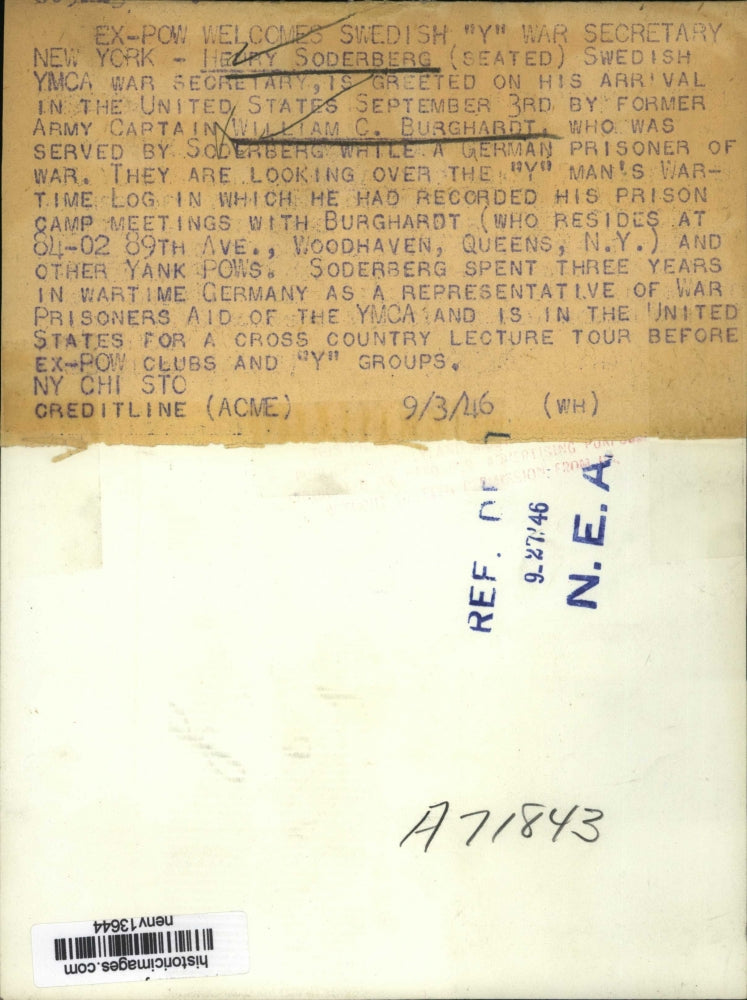 EX-POW WELCOMES SWEDISH "Y" WAR SECRETARY
NEW YORK - HENRY SODERBERG (SEATED) SWEDISH
YMCA WAR SECRETARY, IS GREETED ON HIS ARRIVAL
IN THE UNITED STATES SEPTEMBER 3RD BY FORMER
ARMY CAPTAIN WILLIAM C. BURGHARDT, WHO WAS
SERVED BY SODERBERG WHILE A GERMAN PRISONER OF
WAR. THEY ARE LOOKING OVER THE "Y" MAN'S WAR-
TIME LOG IN WHICH HE HAD RECORDED HIS PRISON
CAMP MEETINGS WITH BURGHARDT (WHO RESIDES AT
84-02 89TH AVE., WOODHAVEN, QUEENS, N.Y.) AND
OTHER YANK POWS. SODERBERG SPENT THREE YEARS
IN WARTIME GERMANY AS A REPRESENTATIVE OF WAR
PRISONERS AID OF THE YMCA AND IS IN THE UNITED
STATES FOR A CROSS COUNTRY LECTURE TOUR BEFORE
EX-POW CLUBS AND "Y" GROUPS.
NY CHI STO
CREDITLINE (ACME) 9/3/46 (WH)
ADVERTISING
PERMISSION FROM
REF.
9-27-46
N. E. A.
A71843
historicimages.com
nenv13644